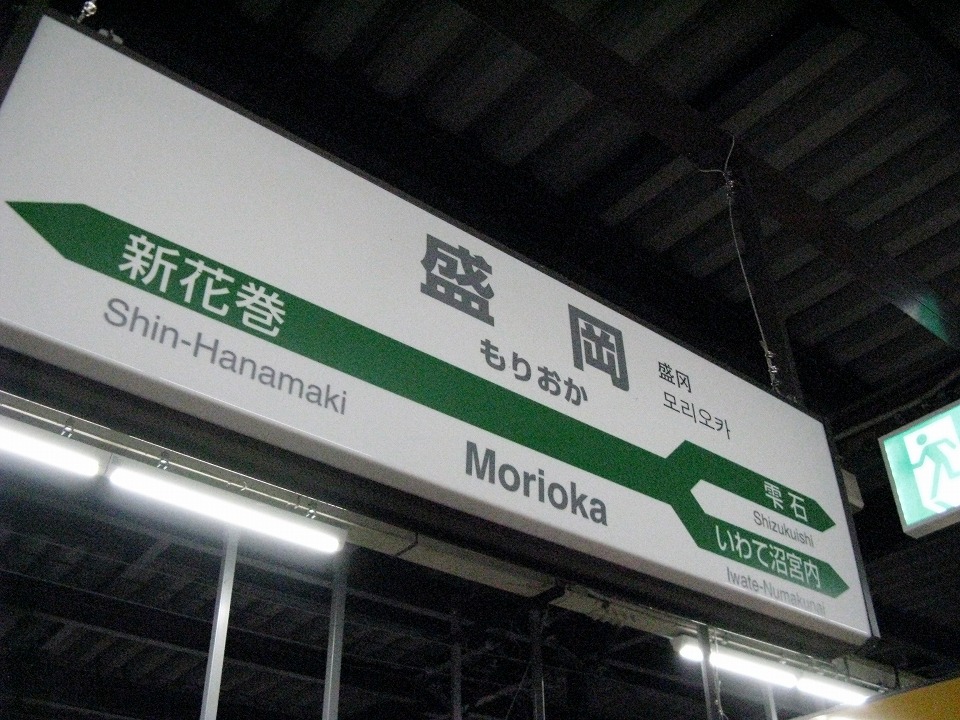 盛岡
もりおか
盛冈
모리오카
新花巻
Shin-Hanamaki
Morioka
雫石
Shizukuishi
いわて沼宮内
Iwate-Numakunai